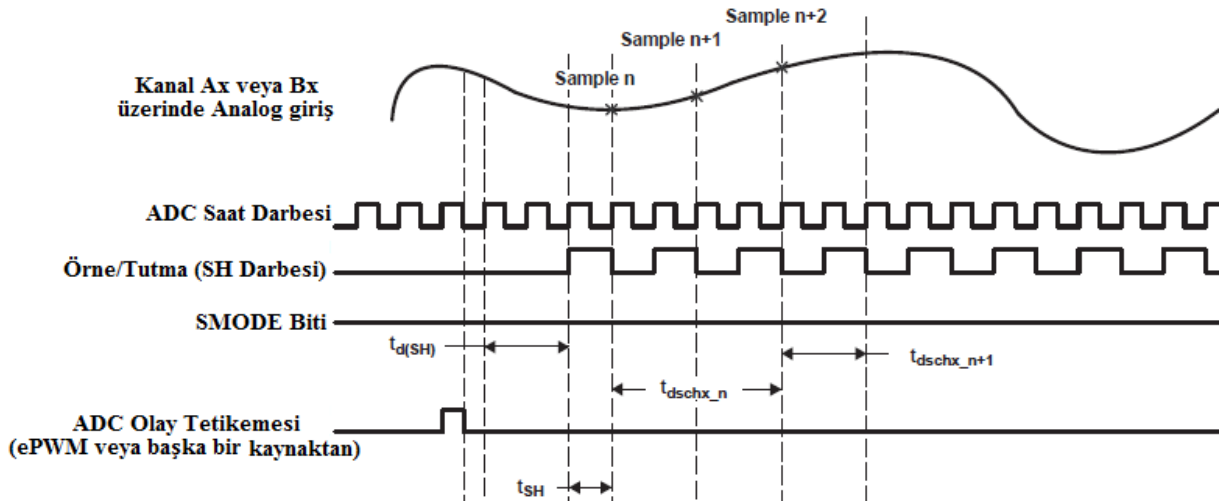 Sample n+2
Sample n+1
Sample n
Kanal Ax veya Bx
üzerinde Analog giriş
ADC Saat Darbesi
Örne/Tutma (SH Darbesi)
SMODE Biti
td(SH)
tdschx_n+1
tdschx_n
ADC Olay Tetikemesi
(ePWM veya başka bir kaynaktan)
tSH